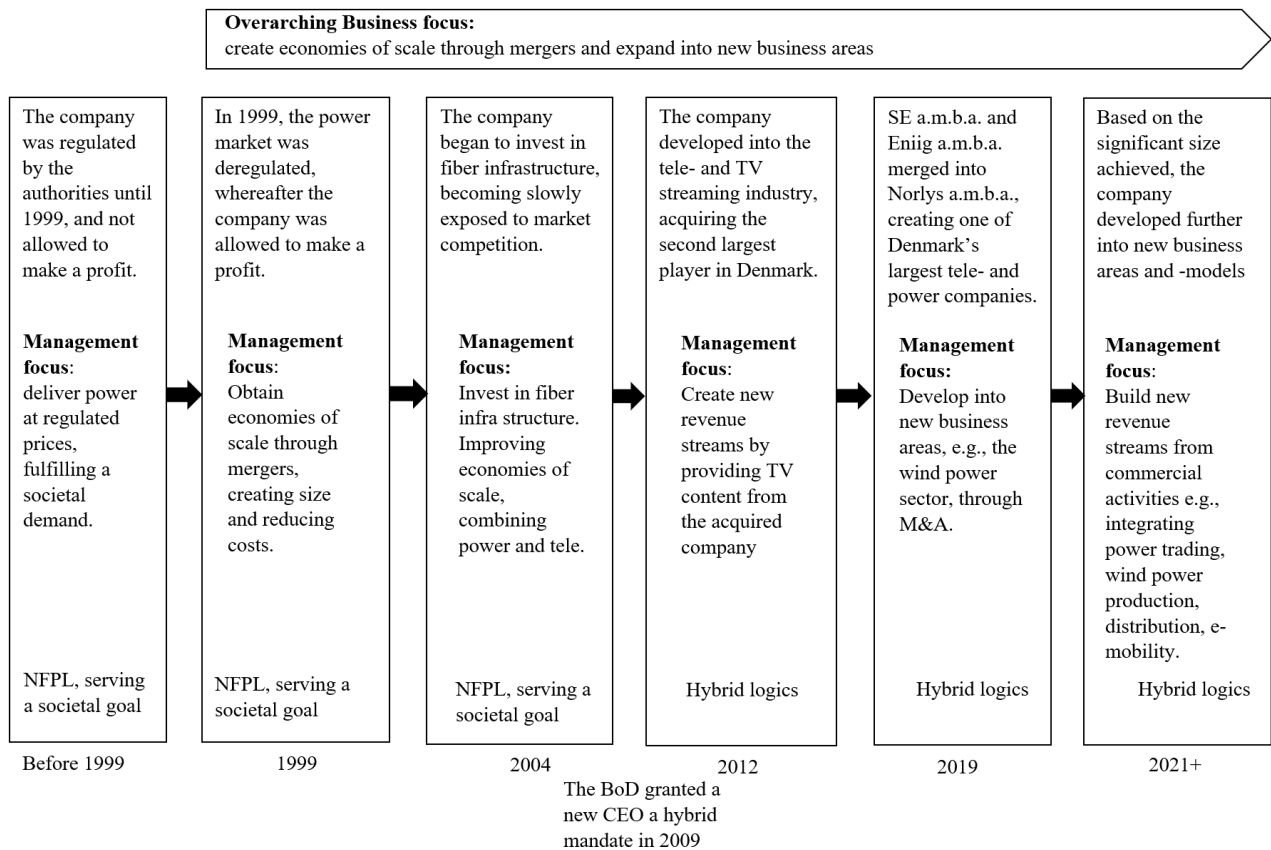 Overarching Business focus:
create economies of scale through mergers and expand into new business areas
The company
was regulated
by the
authorities until
1999, and not
allowed to
make a profit.
Management
focus:
deliver power
at regulated
prices,
fulfilling a
societal
demand.
NFPL, serving
a societal goal
Before 1999
In 1999, the power
market was
deregulated,
whereafter the
company was
allowed to make a
profit.
Management
focus:
Obtain
economies of
scale through
mergers,
creating size
and reducing
costs.
NFPL, serving a
societal goal
1999
The company
began to invest in
fiber infrastructure,
becoming slowly
exposed to market
competition.
Management
focus:
Invest in fiber
infra structure.
Improving
economies of
scale,
combining
power and tele.
NFPL, serving a
societal goal
2004
The company
developed into the
tele- and TV
streaming industry,
acquiring the
second largest
player in Denmark.
Management
focus:
Create new
revenue
streams by
providing TV
content from
the acquired
company
Hybrid logics
2012
SE a.m.b.a. and
Eniig a.m.b.a.
merged into
Norlys a.m.b.a.,
creating one of
Denmark’s
largest tele- and
power companies.
Management
focus:
Develop into
new business
areas, e.g., the
wind power
sector, through
M&A.
Hybrid logics
2019
Based on the
significant size
achieved, the
company
developed further
into new business
areas and -models
Management
focus:
Build new
revenue
streams from
commercial
activities e.g.,
integrating
power trading,
wind power
production,
distribution, e-
mobility.
Hybrid logics
2021+
The BoD granted a
new CEO a hybrid
mandate in 2009